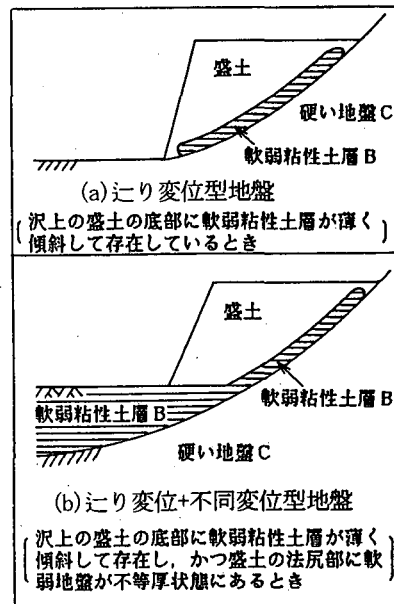 盛土
硬い地盤C
軟弱粘性土層B
(a)辷り変位型地盤
沢上の盛土の底部に軟弱粘性土層が薄く
傾斜して存在しているとき
盛土
軟弱粘性土層B
軟弱粘性土層B
硬い地盤C
(b)辷り変位+不同変位型地盤
沢上の盛土の底部に軟弱粘性土層が薄く
傾斜して存在し，かつ盛土の法尻部に軟
弱地盤が不等厚状態にあるとき